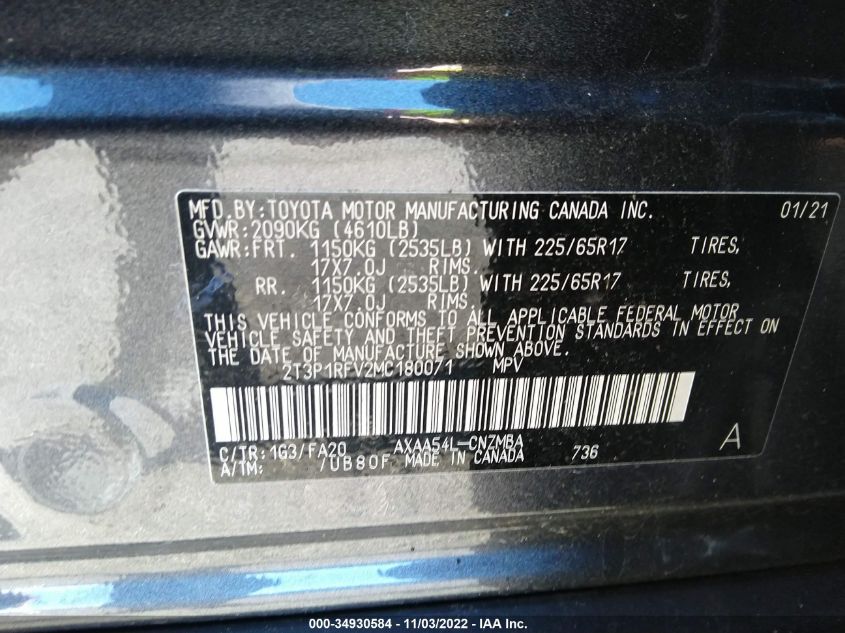 MFD.BY:TOYOTA MOTOR MANUFACTURING CANADA INC. 01/21
GVWR:2090KG (4610LB)
GAWR:FRT. 1150KG (2535LB) WITH 225/65R17 TIRES,
17X7.0J RIMS.
RR. 1150KG (2535LB) WITH 225/65R17 TIRES,
17X7.0J RIMS.
THIS VEHICLE CONFORMS TO ALL APPLICABLE FEDERAL MOTOR
VEHICLE SAFETY AND THEFT PREVENTION STANDARDS IN EFFECT ON
THE DATE OF MANUFACTURE SHOWN ABOVE.
2T3P1RFV2MC180071 MPV
A
C/TR:1G3/FA20 AXAA54L-CNZMBA
A/TM: /UB80F MADE IN CANADA 736
000-34930584 - 11/03/2022 - IAA Inc.